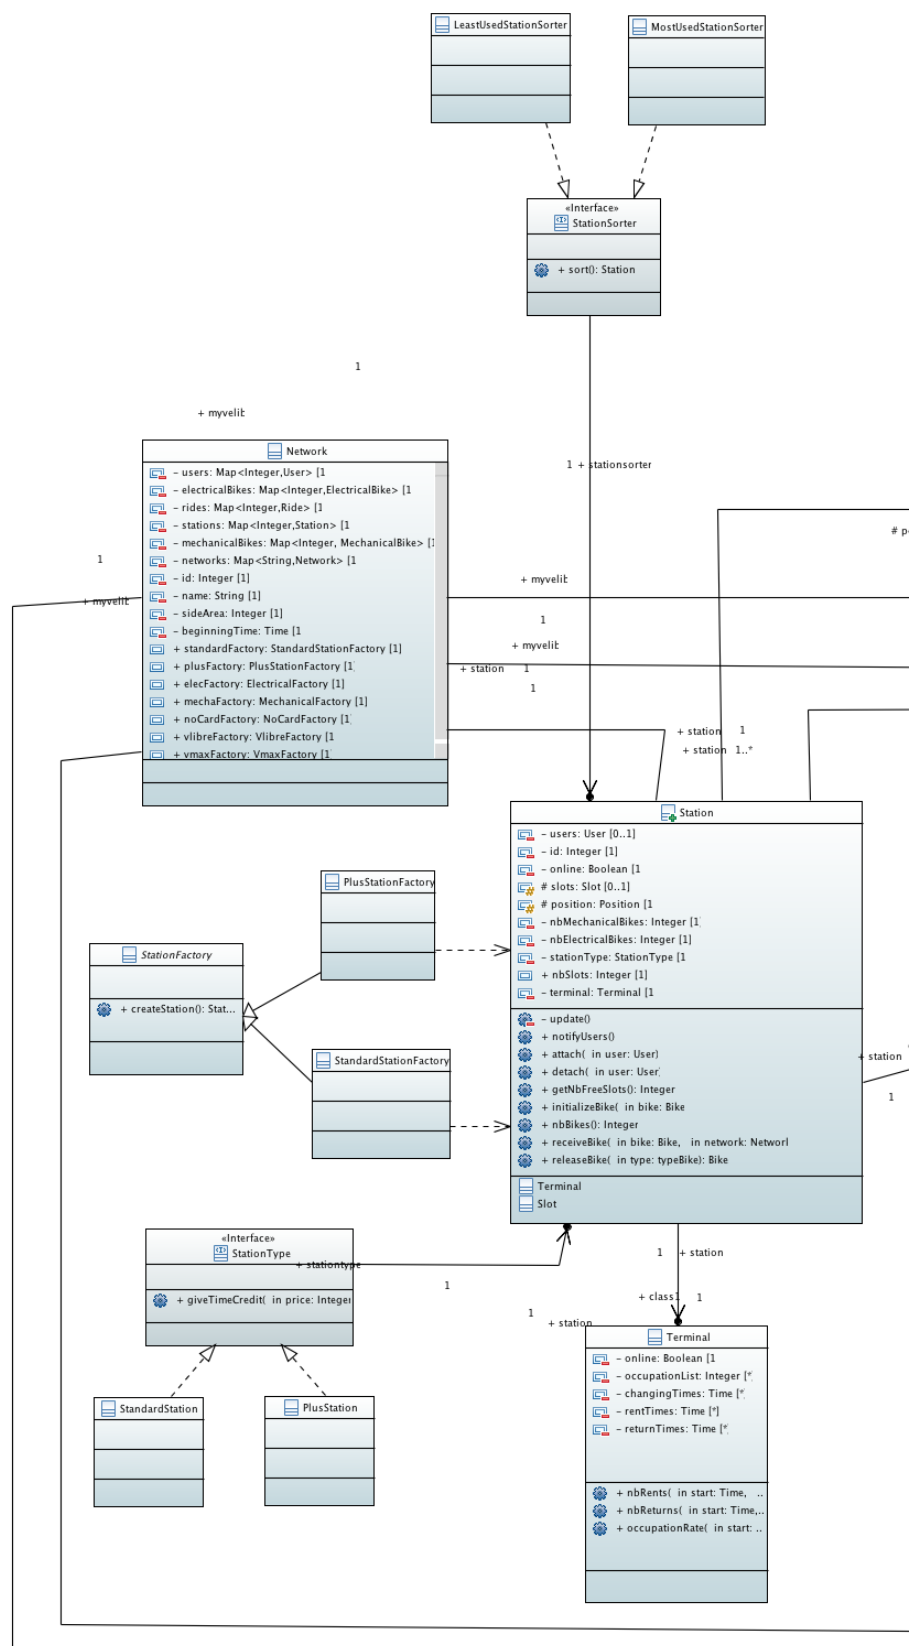 LeastUsedStationSorter
MostUsedStationSorter
«Interface»
StationSorter
+ sort(): Station
1
+ myvelib
Network
– users: Map<Integer,User> [1
– electricalBikes: Map<Integer,ElectricalBike> [1
– rides: Map<Integer,Ride> [1
– stations: Map<Integer,Station> [1
– mechanicalBikes: Map<Integer, MechanicalBike> [1
– networks: Map<String,Network> [1
– id: Integer [1]
– name: String [1]
– sideArea: Integer [1]
– beginningTime: Time [1
+ standardFactory: StandardStationFactory [1]
+ plusFactory: PlusStationFactory [1]
+ elecFactory: ElectricalFactory [1]
+ mechaFactory: MechanicalFactory [1]
+ noCardFactory: NoCardFactory [1]
+ vlibreFactory: VlibreFactory [1
+ vmaxFactory: VmaxFactory [1]
1 + stationsorter
# p
1
+ myvelib
+ myvelib
1
+ myvelib
+ station 1
1
+ station 1
+ station 1..*
Station
– users: User [0..1]
– id: Integer [1]
– online: Boolean [1
# slots: Slot [0..1]
# position: Position [1
– nbMechanicalBikes: Integer [1]
– nbElectricalBikes: Integer [1]
– stationType: StationType [1
+ nbSlots: Integer [1]
– terminal: Terminal [1
– update()
+ notifyUsers()
+ attach( in user: User)
+ detach( in user: User)
+ getNbFreeSlots(): Integer
+ initializeBike( in bike: Bike
+ nbBikes(): Integer
+ receiveBike( in bike: Bike, in network: Networl
+ releaseBike( in type: typeBike): Bike
Terminal
Slot
PlusStationFactory
StationFactory
+ createStation(): Stat...
StandardStationFactory
+ station
1
«Interface»
StationType
+ giveTimeCredit( in price: Integer
+ stationtype
1
1 + station
+ class1 1
1
+ station
Terminal
– online: Boolean [1
– occupationList: Integer [*
– changingTimes: Time [*
– rentTimes: Time [*]
– returnTimes: Time [*
+ nbRents( in start: Time, ..
+ nbReturns( in start: Time,..
+ occupationRate( in start: ..
StandardStation
PlusStation